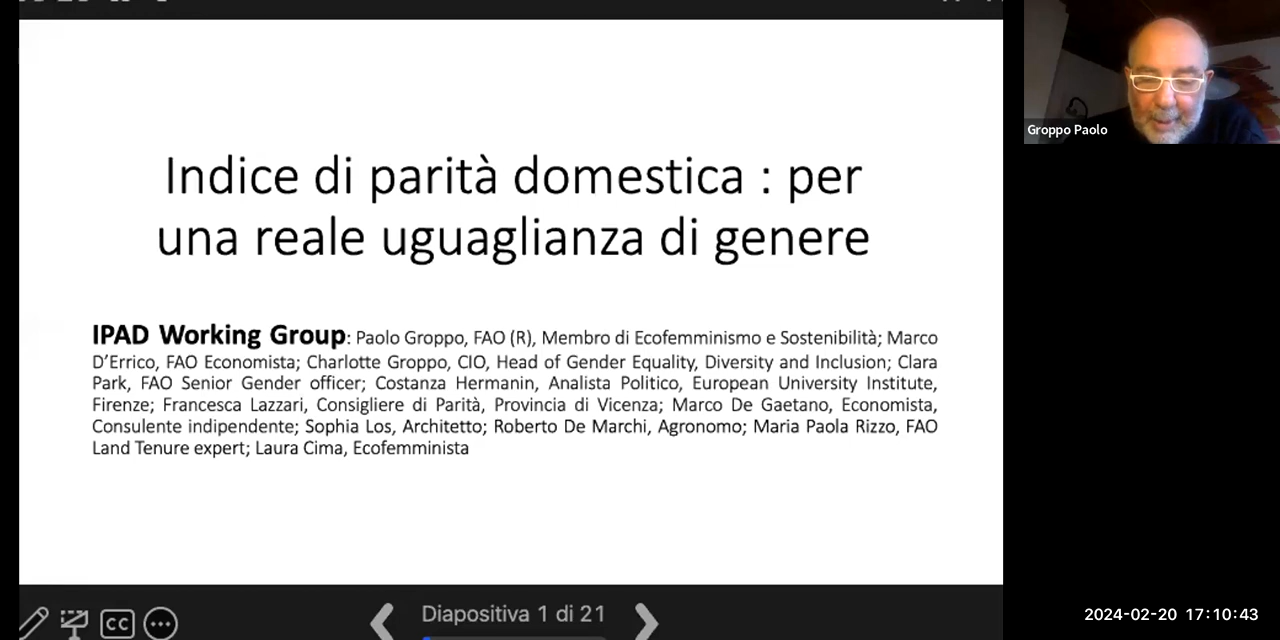 Indice di parità domestica : per
una reale uguaglianza di genere
IPAD Working Group: Paolo Groppo, FAO (R), Membro di Ecofemminismo e Sostenibilità; Marco
D’Errico, FAO Economista; Charlotte Groppo, CIO, Head of Gender Equality, Diversity and Inclusion; Clara
Park, FAO Senior Gender officer; Costanza Hermanin, Analista Politico, European University Institute,
Firenze; Francesca Lazzari, Consigliere di Parità, Provincia di Vicenza; Marco De Gaetano, Economista,
Consulente indipendente; Sophia Los, Architetto; Roberto De Marchi, Agronomo; Maria Paola Rizzo, FAO
Land Tenure expert; Laura Cima, Ecofemminista
Groppo Paolo
CC
Diapositiva 1 di 21
2024-02-20 17:10:43